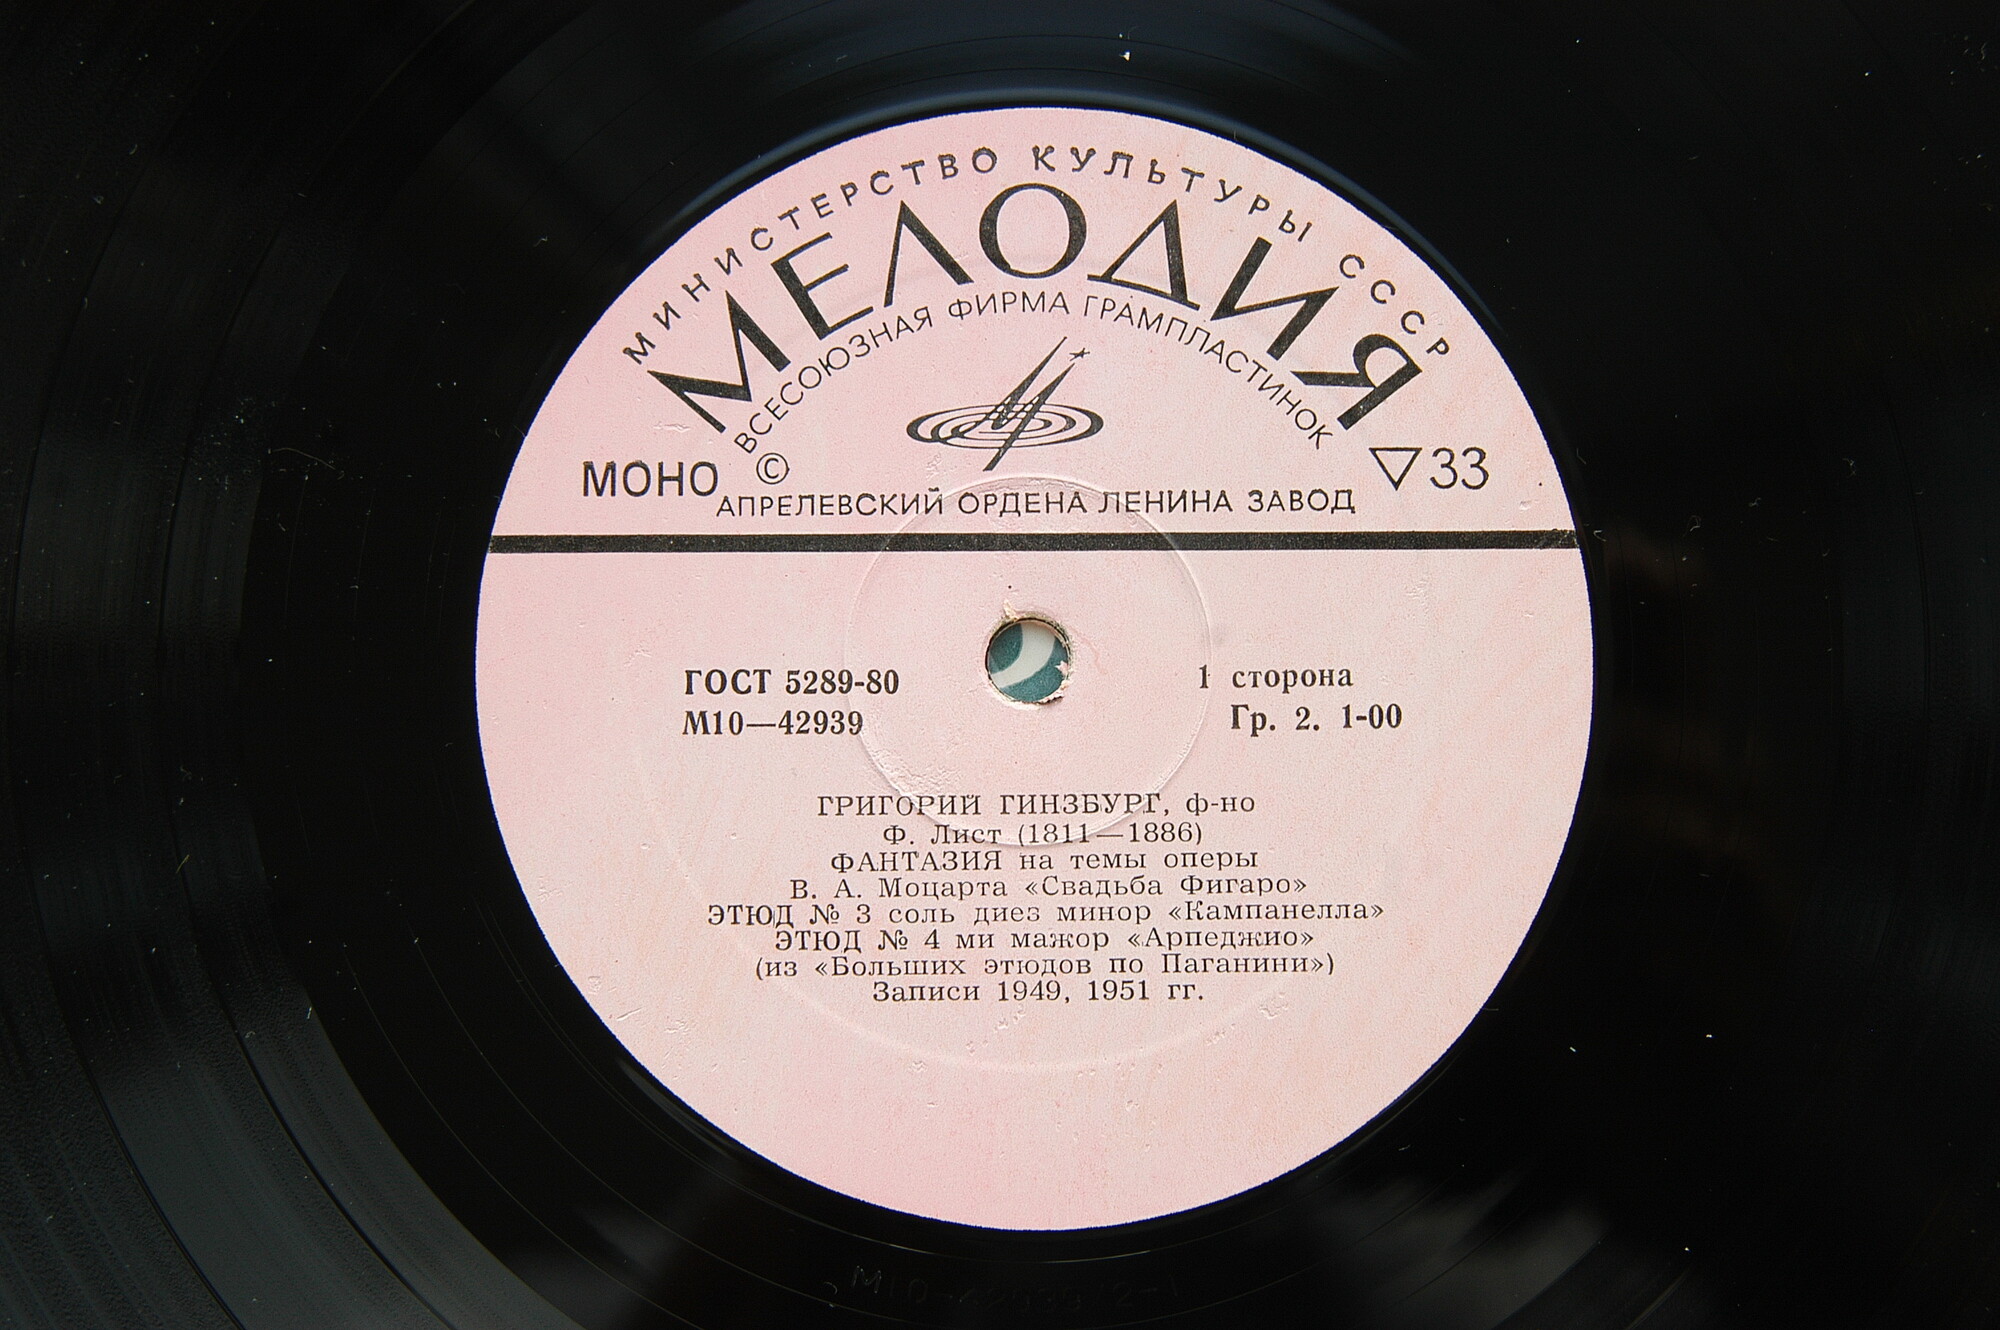 МИНИСТЕРСТВО КУЛЬТУРЫ СССР
МЕЛОДИЯ
ВСЕСОЮЗНАЯ ФИРМА ГРАМПЛАСТИНОК
МОНО © ▽33
АПРЕЛЕВСКИЙ ОРДЕНА ЛЕНИНА ЗАВОД
ГОСТ 5289-80 1 сторона
М10—42939 Гр. 2. 1-00
ГРИГОРИЙ ГИНЗБУРГ, ф-но
Ф. Лист (1811—1886)
ФАНТАЗИЯ на темы оперы
В. А. Моцарта «Свадьба Фигаро»
ЭТЮД № 3 соль диез минор «Кампанелла»
ЭТЮД № 4 ми мажор «Арпеджио»
(из «Больших этюдов по Паганини»)
Записи 1949, 1951 гг.